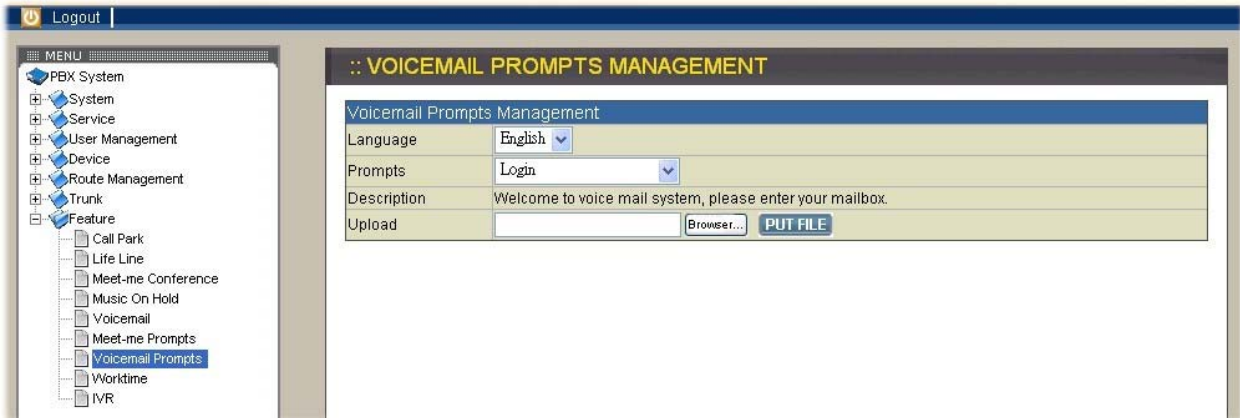 Logout
MENU
PBX System
System
Service
User Management
Device
Route Management
Trunk
Feature
Call Park
Life Line
Meet-me Conference
Music On Hold
Voicemail
Meet-me Prompts
Voicemail Prompts
Worktime
IVR
:: VOICEMAIL PROMPTS MANAGEMENT
Voicemail Prompts Management
Language English
Prompts Login
Description Welcome to voice mail system, please enter your mailbox.
Upload Browser... PUT FILE